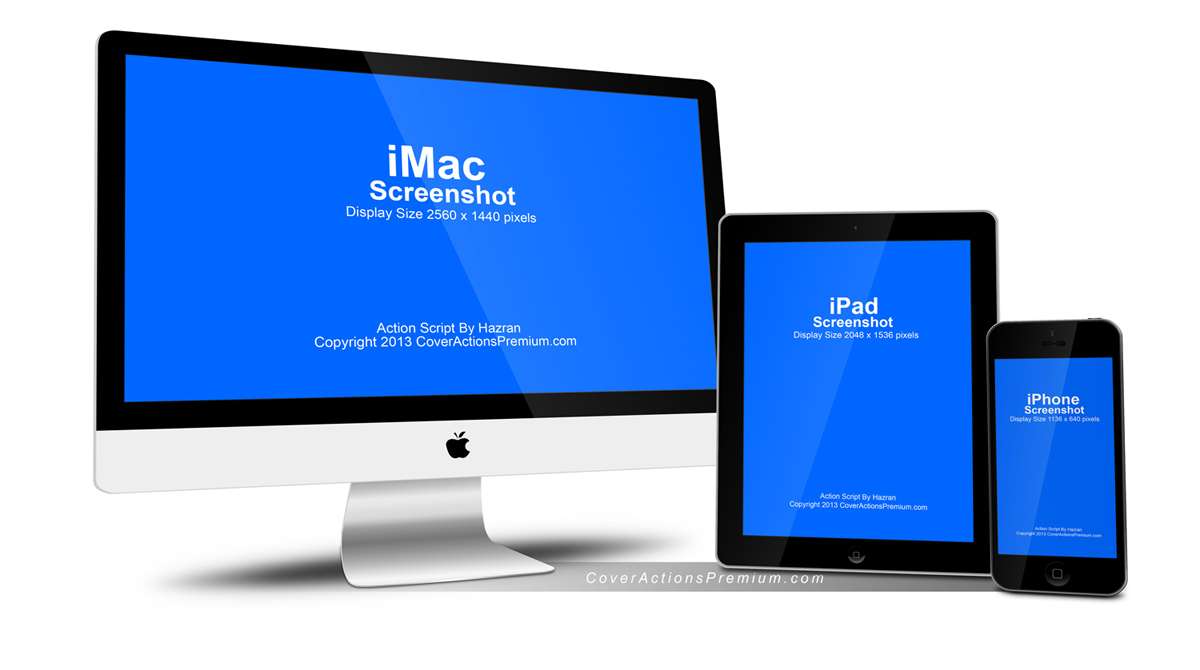 iMac
Screenshot
Display Size 2560 x 1440 pixels
Action Script By Hazran
Copyright 2013 CoverActionsPremium.com
iPad
Screenshot
Display Size 2048 x 1536 pixels
Action Script By Hazran
Copyright 2013 CoverActionsPremium.com
iPhone
Screenshot
Display Size 1136 x 640 pixels
Action Script By Hazran
Copyright 2013 CoverActionsPremium.com
CoverActionsPremium.com